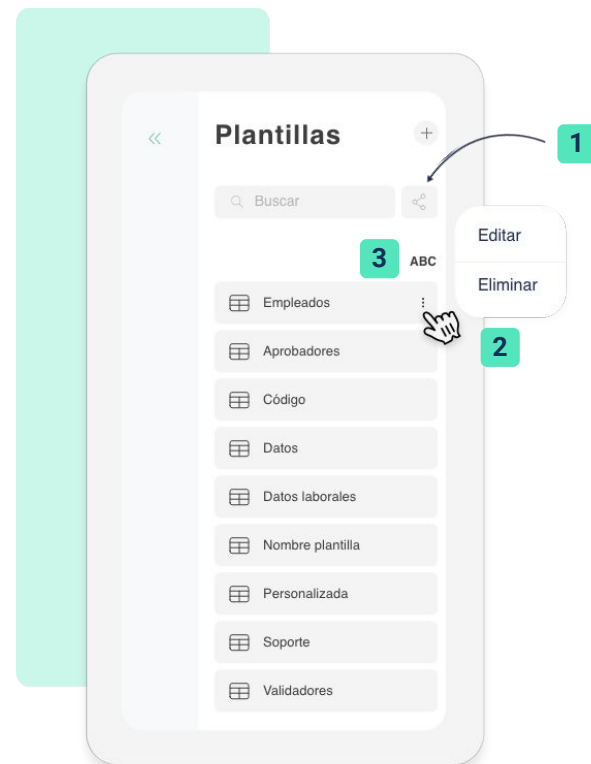 Plantillas
1
Buscar
3 ABC
Editar
Eliminar
2
Empleados
Aprobadores
Código
Datos
Datos laborales
Nombre plantilla
Personalizada
Soporte
Validadores